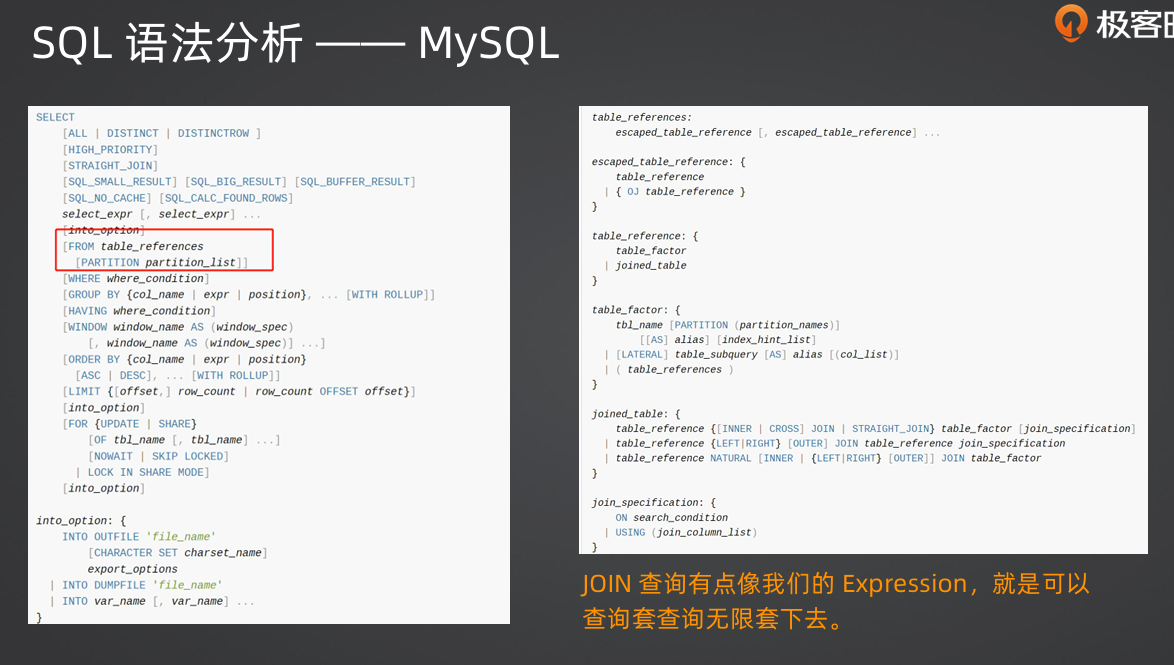 SQL 语法分析 —— MySQL
极客
SELECT
[ALL | DISTINCT | DISTINCTROW ]
[HIGH_PRIORITY]
[STRAIGHT_JOIN]
[SQL_SMALL_RESULT] [SQL_BIG_RESULT] [SQL_BUFFER_RESULT]
[SQL_NO_CACHE] [SQL_CALC_FOUND_ROWS]
select_expr [, select_expr] ...
[into_option]
[FROM table_references
[PARTITION partition_list]]
[WHERE where_condition]
[GROUP BY {col_name | expr | position}, ... [WITH ROLLUP]]
[HAVING where_condition]
[WINDOW window_name AS (window_spec)
[, window_name AS (window_spec)] ...]
[ORDER BY {col_name | expr | position}
[ASC | DESC], ... [WITH ROLLUP]]
[LIMIT {[offset,] row_count | row_count OFFSET offset}]
[into_option]
[FOR {UPDATE | SHARE}
[OF tbl_name [, tbl_name] ...]
[NOWAIT | SKIP LOCKED]
| LOCK IN SHARE MODE]
[into_option]
into_option: {
INTO OUTFILE 'file_name'
[CHARACTER SET charset_name]
export_options
| INTO DUMPFILE 'file_name'
| INTO var_name [, var_name] ...
}
table_references:
escaped_table_reference [, escaped_table_reference] ...
escaped_table_reference: {
table_reference
| { OJ table_reference }
}
table_reference: {
table_factor
| joined_table
}
table_factor: {
tbl_name [PARTITION (partition_names)]
[[AS] alias] [index_hint_list]
| [LATERAL] table_subquery [AS] alias [(col_list)]
| ( table_references )
}
joined_table: {
table_reference {[INNER | CROSS] JOIN | STRAIGHT_JOIN} table_factor [join_specification]
| table_reference {LEFT|RIGHT} [OUTER] JOIN table_reference join_specification
| table_reference NATURAL [INNER | {LEFT|RIGHT} [OUTER]] JOIN table_factor
}
join_specification: {
ON search_condition
| USING (join_column_list)
}
JOIN 查询有点像我们的 Expression，就是可以
查询套查询无限套下去。